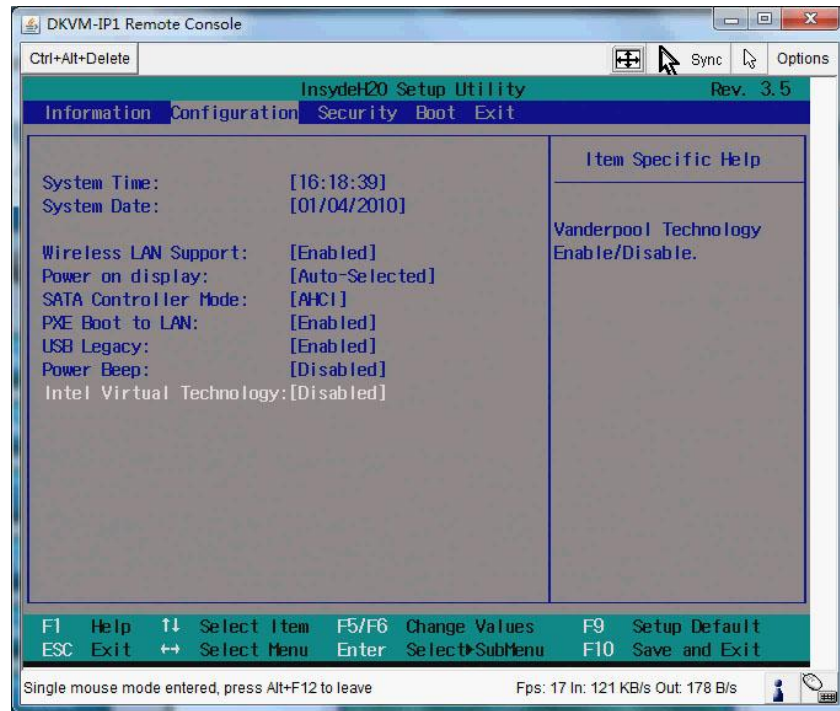 DKVM-IP1 Remote Console
Ctrl+Alt+Delete Sync Options
InsydeH20 Setup Utility Rev. 3.5
Information Configuration Security Boot Exit
Item Specific Help
System Time: [16:18:39]
System Date: [01/04/2010]
Vanderpool Technology
Wireless LAN Support: [Enabled] Enable/Disable.
Power on display: [Auto-Selected]
SATA Controller Mode: [AHCI]
PXE Boot to LAN: [Enabled]
USB Legacy: [Enabled]
Power Beep: [Disabled]
Intel Virtual Technology:[Disabled]
F1 Help ↑↓ Select Item F5/F6 Change Values F9 Setup Default
ESC Exit ↔ Select Menu Enter Select▶SubMenu F10 Save and Exit
Single mouse mode entered, press Alt+F12 to leave Fps: 17 In: 121 KB/s Out: 178 B/s